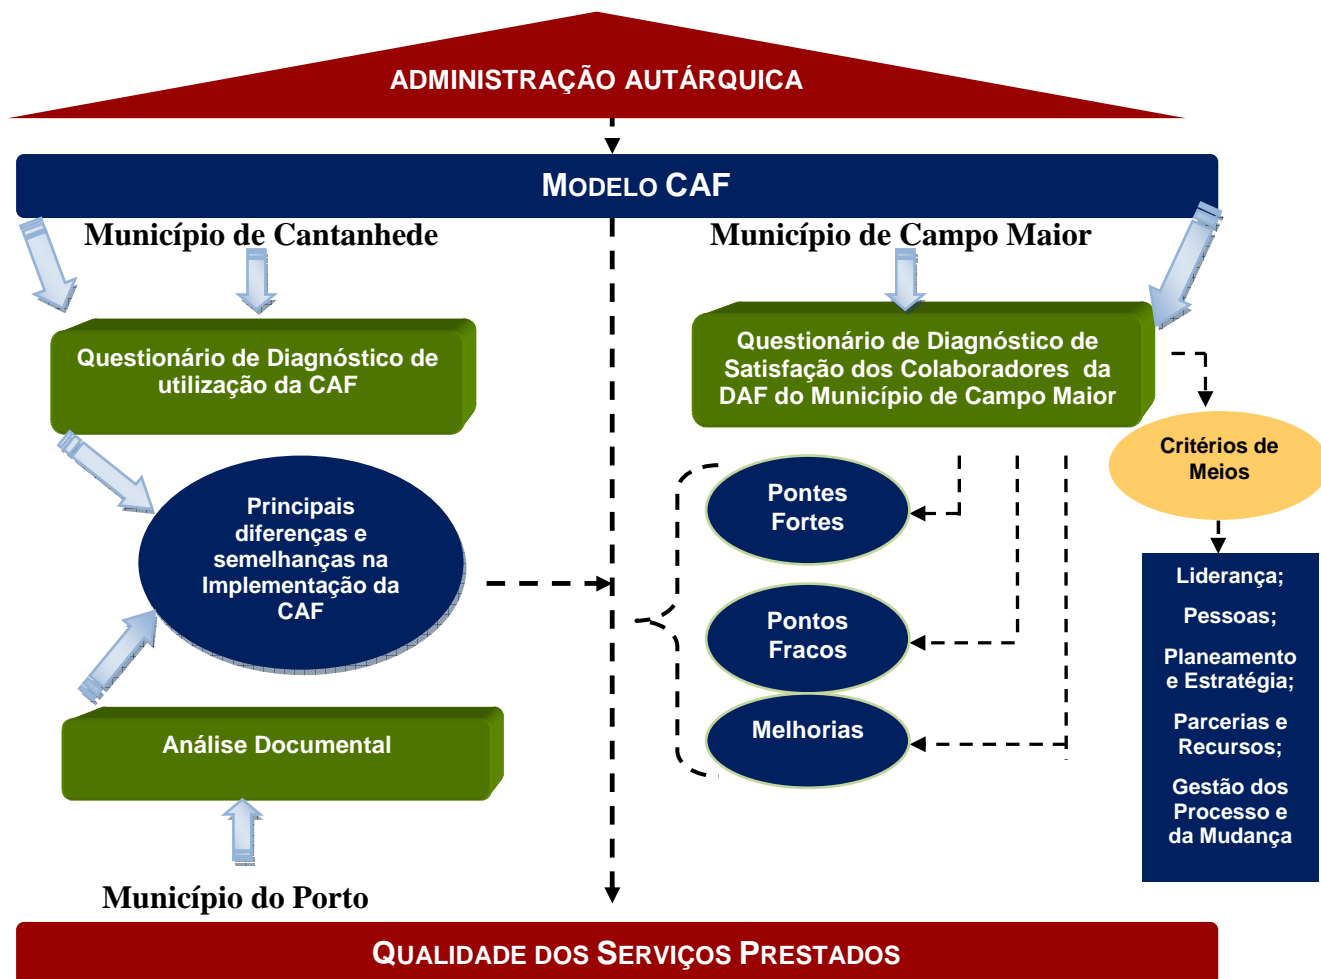 ADMINISTRAÇÃO AUTÁRQUICA
MODELO CAF
Município de Cantanhede
Município de Campo Maior
Questionário de Diagnóstico de
utilização da CAF
Questionário de Diagnóstico de
Satisfação dos Colaboradores da
DAF do Município de Campo Maior
Critérios de
Meios
Principais
diferenças e
semelhanças na
Implementação da
CAF
Pontes
Fortes
Pontos
Fracos
Melhorias
Liderança;
Pessoas;
Planeamento
e Estratégia;
Parcerias e
Recursos;
Gestão dos
Processo e
da Mudança
Análise Documental
Município do Porto
QUALIDADE DOS SERVIÇOS PRESTADOS